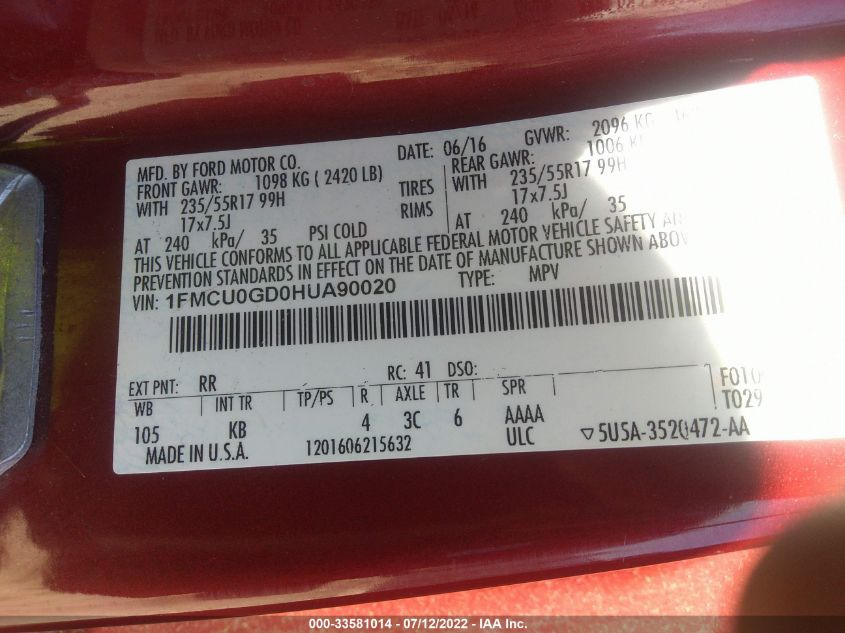 MFD. BY FORD MOTOR CO.
DATE: 06/16 GVWR: 2096 KG
FRONT GAWR: 1098 KG ( 2420 LB) REAR GAWR: 1006
WITH 235/55R17 99H TIRES WITH 235/55R17 99H
17x7.5J RIMS 17x7.5J
AT 240 kPa/ 35 PSI COLD AT 240 kPa/ 35
THIS VEHICLE CONFORMS TO ALL APPLICABLE FEDERAL MOTOR VEHICLE SAFETY
PREVENTION STANDARDS IN EFFECT ON THE DATE OF MANUFACTURE SHOWN
VIN: 1FMCU0GD0HUA90020 TYPE: MPV
EXT PNT: RR RC: 41 DSO:
WB INT TR TP/PS R AXLE TR SPR
105 KB 4 3C 6 AAAA
ULC
MADE IN U.S.A. 1201606215632 5USA-3520472-AA
T029
000-33581014 - 07/12/2022 - IAA Inc.